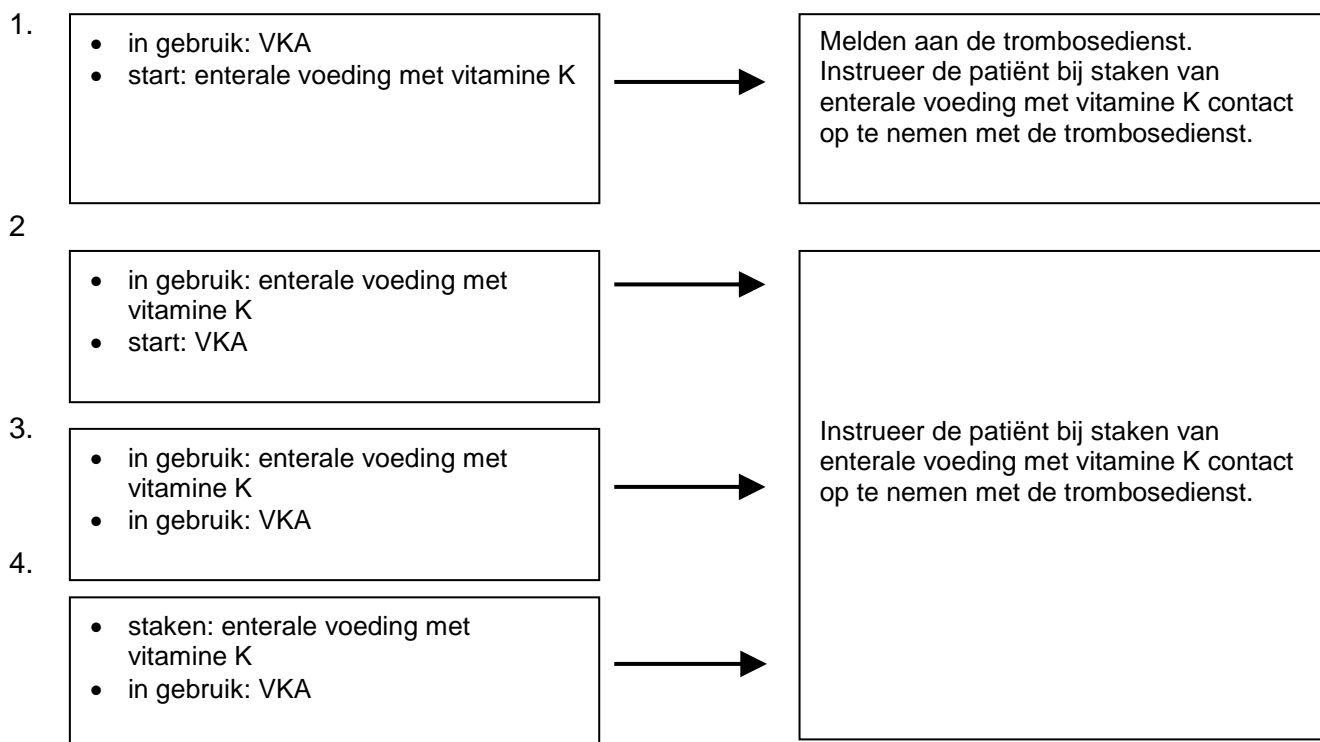 1.
• in gebruik: VKA
• start: enterale voeding met vitamine K
Melden aan de trombosedienst.
Instrueer de patiënt bij staken van
enterale voeding met vitamine K contact
op te nemen met de trombosedienst.
2
• in gebruik: enterale voeding met
vitamine K
• start: VKA
3.
• in gebruik: enterale voeding met
vitamine K
• in gebruik: VKA
4.
• staken: enterale voeding met
vitamine K
• in gebruik: VKA
Instrueer de patiënt bij staken van
enterale voeding met vitamine K contact
op te nemen met de trombosedienst.